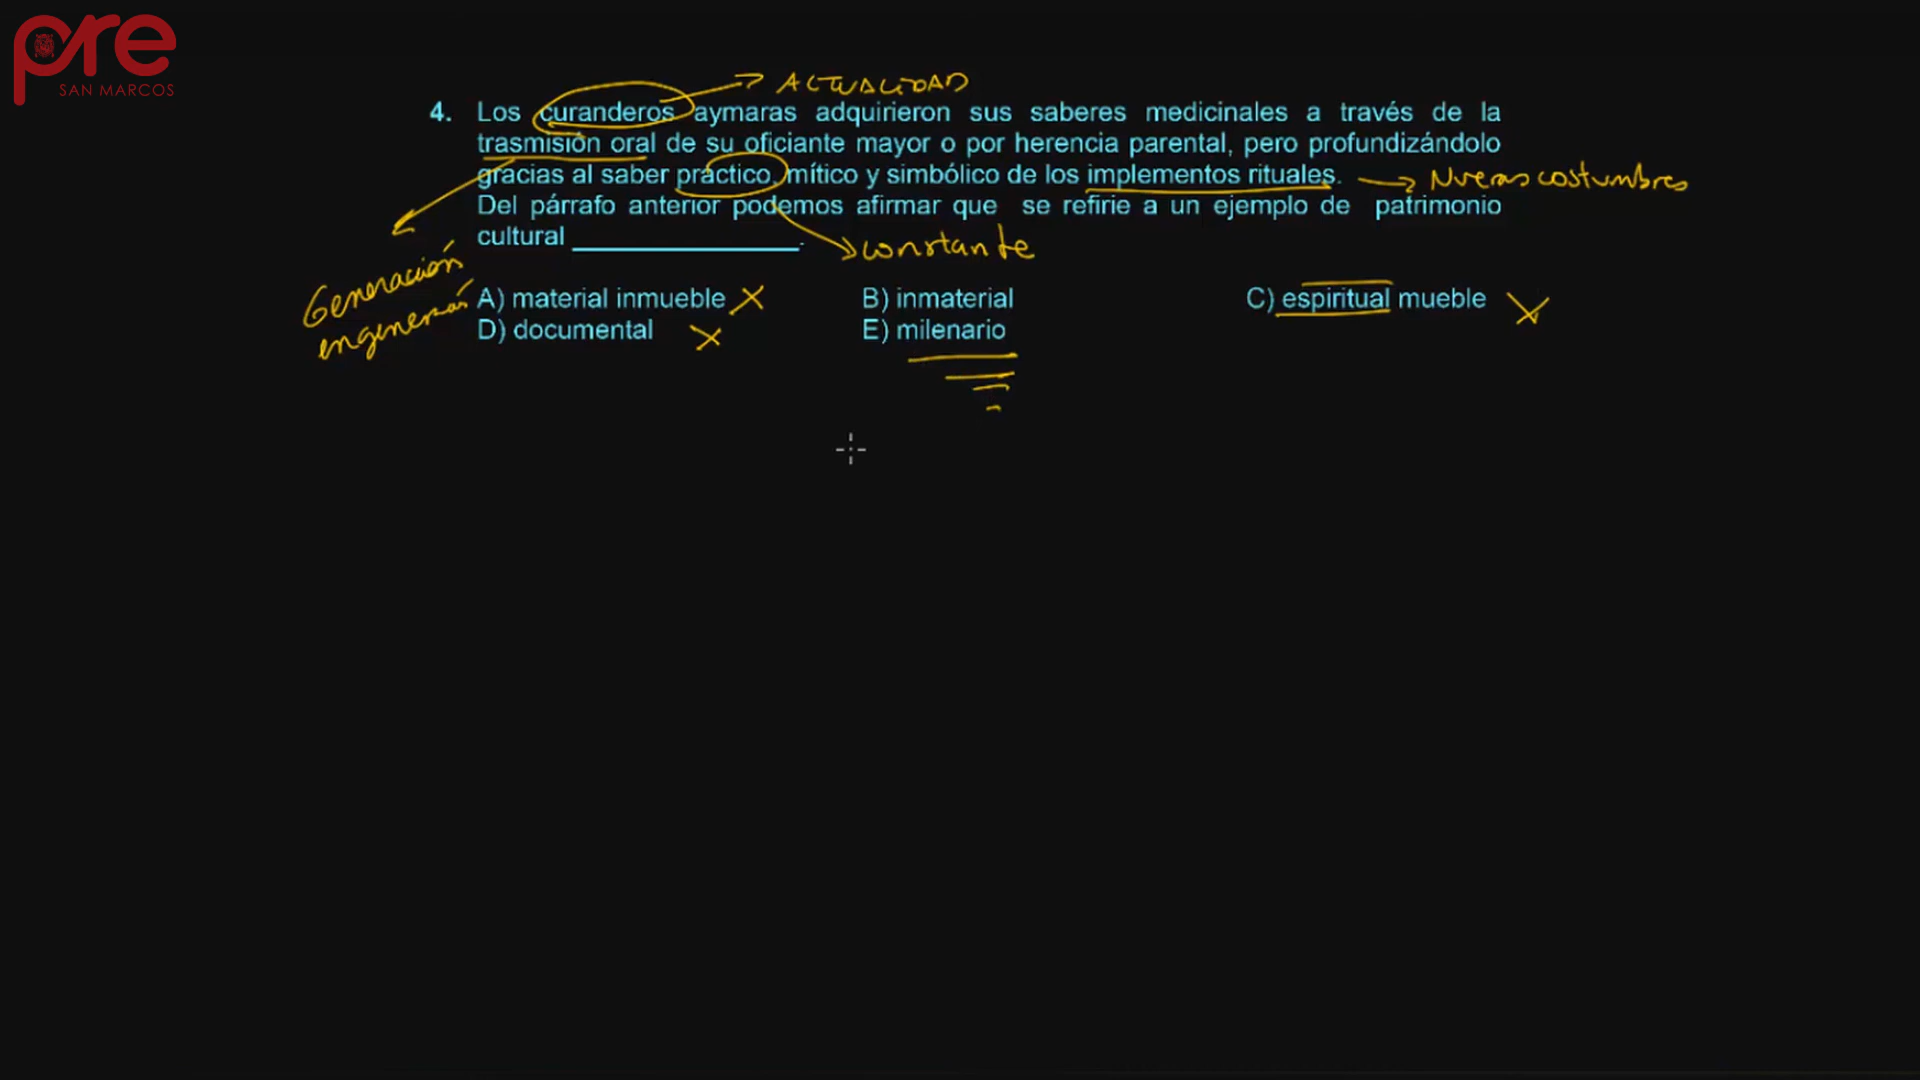 pre
SAN MARCOS
ACTUALIDAD
4. Los curanderos aymaras adquirieron sus saberes medicinales a través de la
trasmisión oral de su oficiante mayor o por herencia parental, pero profundizándolo
gracias al saber práctico, mítico y simbólico de los implementos rituales.
Nuevas costumbres
Del párrafo anterior podemos afirmar que se refirie a un ejemplo de patrimonio
cultural _______________.
constante
Generación
en generación
A) material inmueble B) inmaterial C) espiritual mueble
D) documental E) milenario